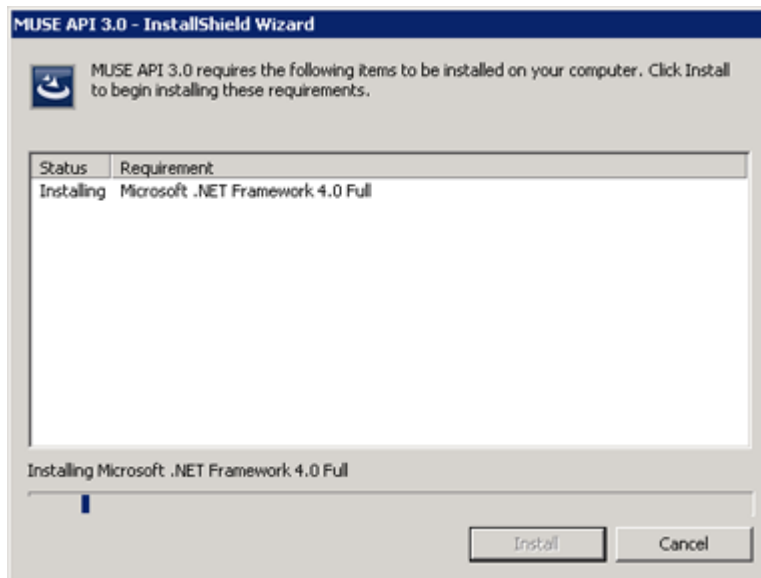 MUSE API 3.0 - InstallShield Wizard
MUSE API 3.0 requires the following items to be installed on your computer. Click Install
to begin installing these requirements.
Status Requirement
Installing Microsoft .NET Framework 4.0 Full
Installing Microsoft .NET Framework 4.0 Full
Install Cancel